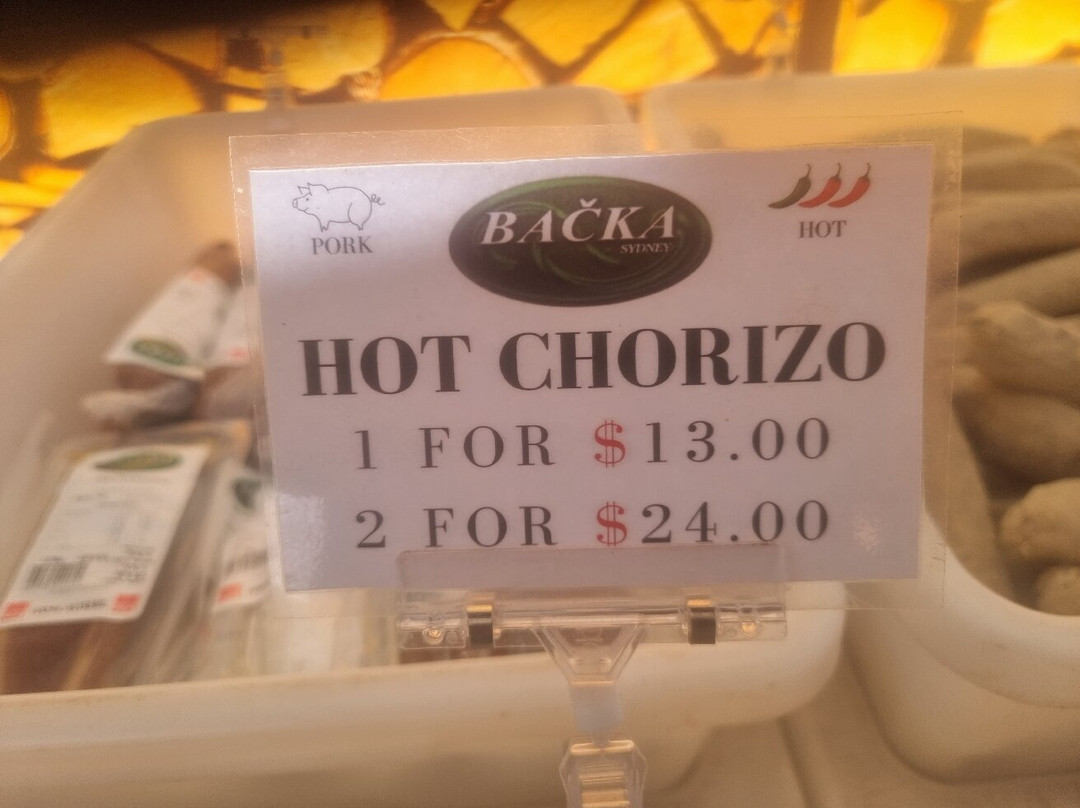 PORK
BAČKA
SYDNEY
HOT
HOT CHORIZO
1 FOR $13.00
2 FOR $24.00